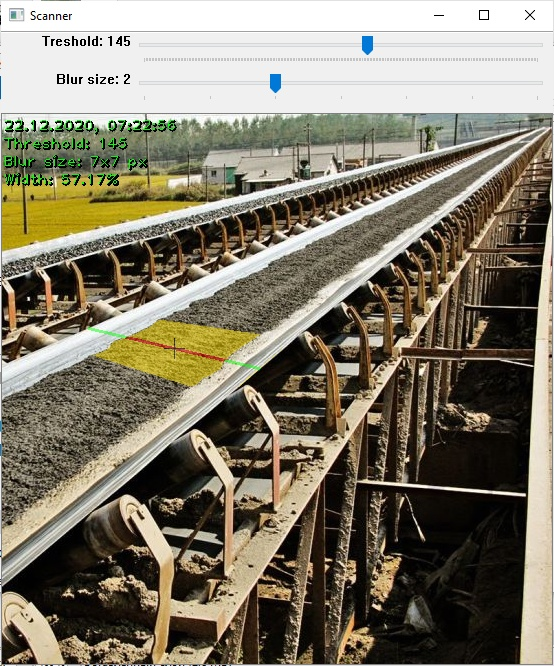 Scanner
Treshold: 145
Blur size: 2
22.12.2020, 07:22:56
Threshold: 145
Blur size: 7x7 px
Width: 57.17%